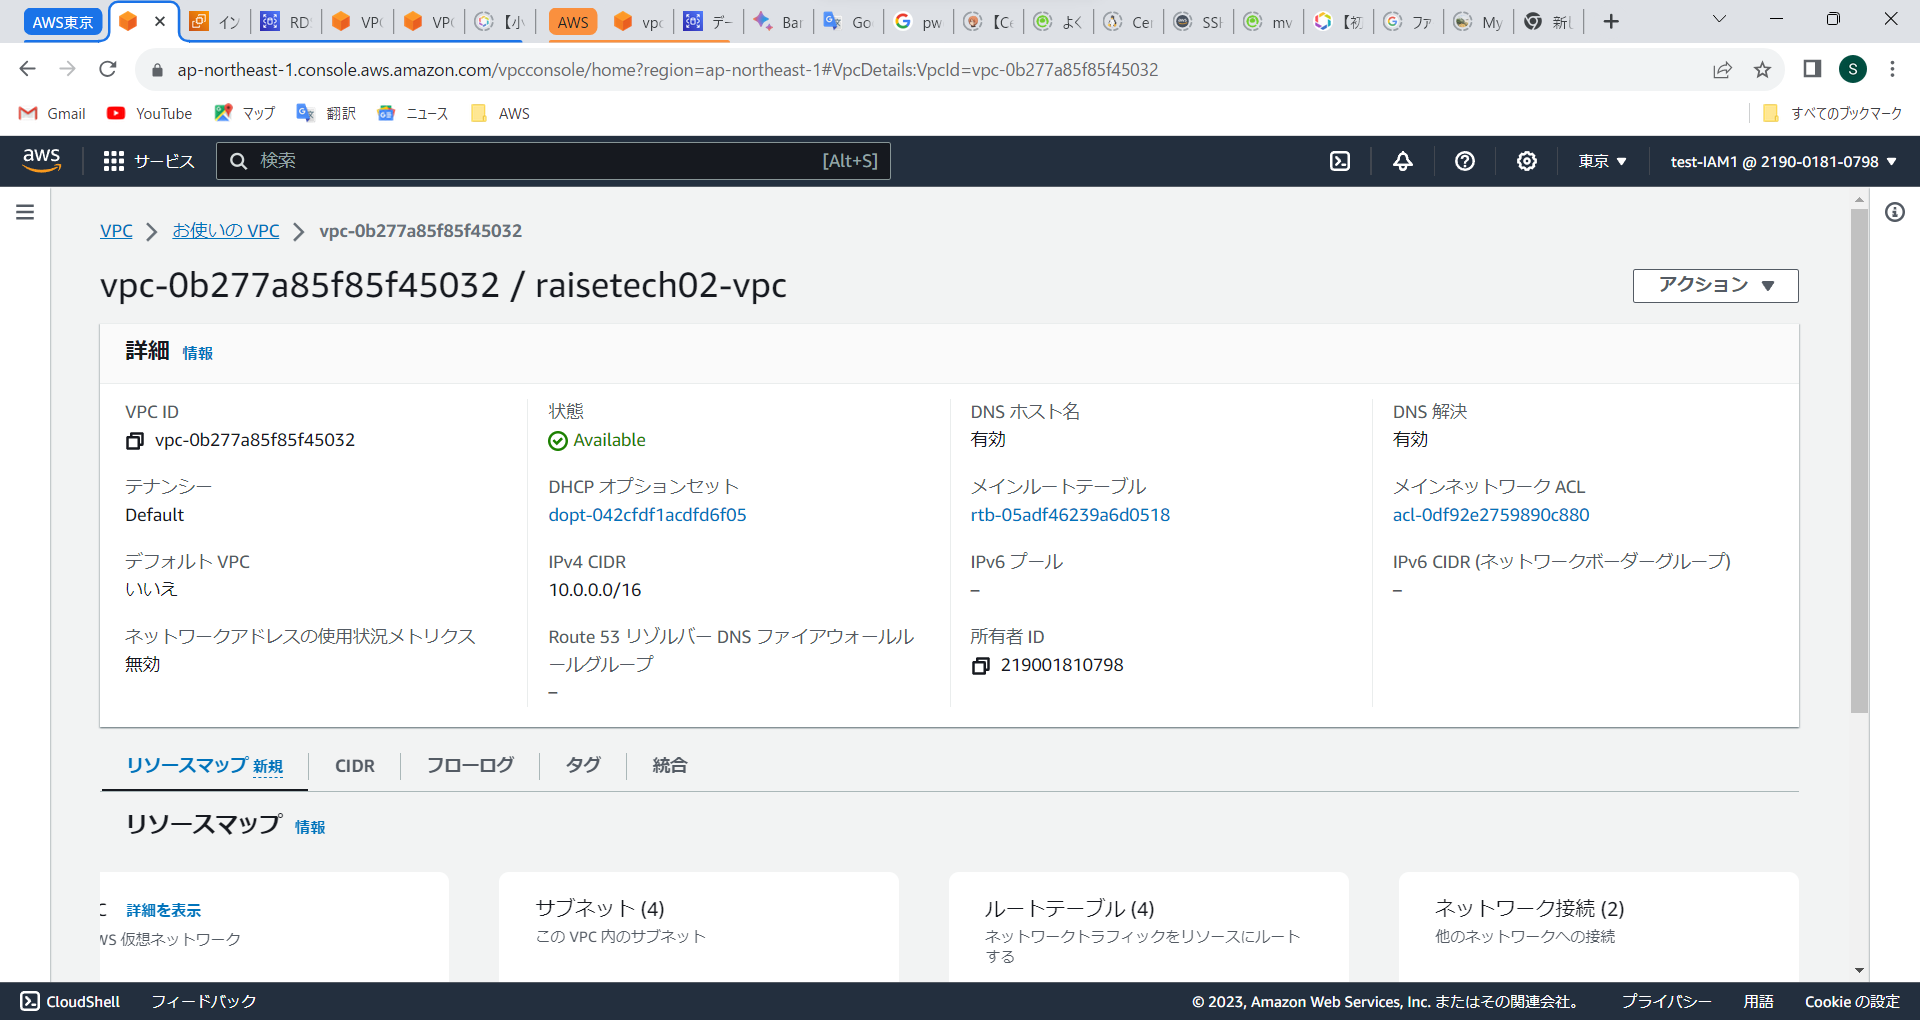 AWS東京
イン
RD
VP
VP
【小
AWS
vpc
デー
Bar
Go
pw
【Ce
よく
Cer
SSH
mv
【初
ファ
My
新し
ap-northeast-1.console.aws.amazon.com/vpcconsole/home?region=ap-northeast-1#VpcDetails:VpcId=vpc-0b277a85f85f45032
S
Gmail
YouTube
マップ
翻訳
ニュース
AWS
すべてのブックマーク
aws
サービス
検索
[Alt+S]
東京 ▼
test-IAM1 @ 2190-0181-0798 ▼
VPC
お使いの VPC
vpc-0b277a85f85f45032
vpc-0b277a85f85f45032 / raisetech02-vpc
アクション ▼
詳細 情報
VPC ID
vpc-0b277a85f85f45032
状態
Available
DNS ホスト名
有効
DNS 解決
有効
テナンシー
Default
DHCP オプションセット
dopt-042cfdf1acdfd6f05
メインルートテーブル
rtb-05adf46239a6d0518
メインネットワーク ACL
acl-0df92e2759890c880
デフォルト VPC
いいえ
IPv4 CIDR
10.0.0.0/16
IPv6 プール
–
IPv6 CIDR (ネットワークボーダーグループ)
–
ネットワークアドレスの使用状況メトリクス
無効
Route 53 リゾルバー DNS ファイアウォールル
ールグループ
–
所有者 ID
219001810798
リソースマップ 新規
CIDR
フローログ
タグ
統合
リソースマップ 情報
C 詳細を表示
WS 仮想ネットワーク
サブネット (4)
この VPC 内のサブネット
ルートテーブル (4)
ネットワークトラフィックをリソースにルート
する
ネットワーク接続 (2)
他のネットワークへの接続
CloudShell
フィードバック
© 2023, Amazon Web Services, Inc. またはその関連会社。
プライバシー
用語
Cookie の設定